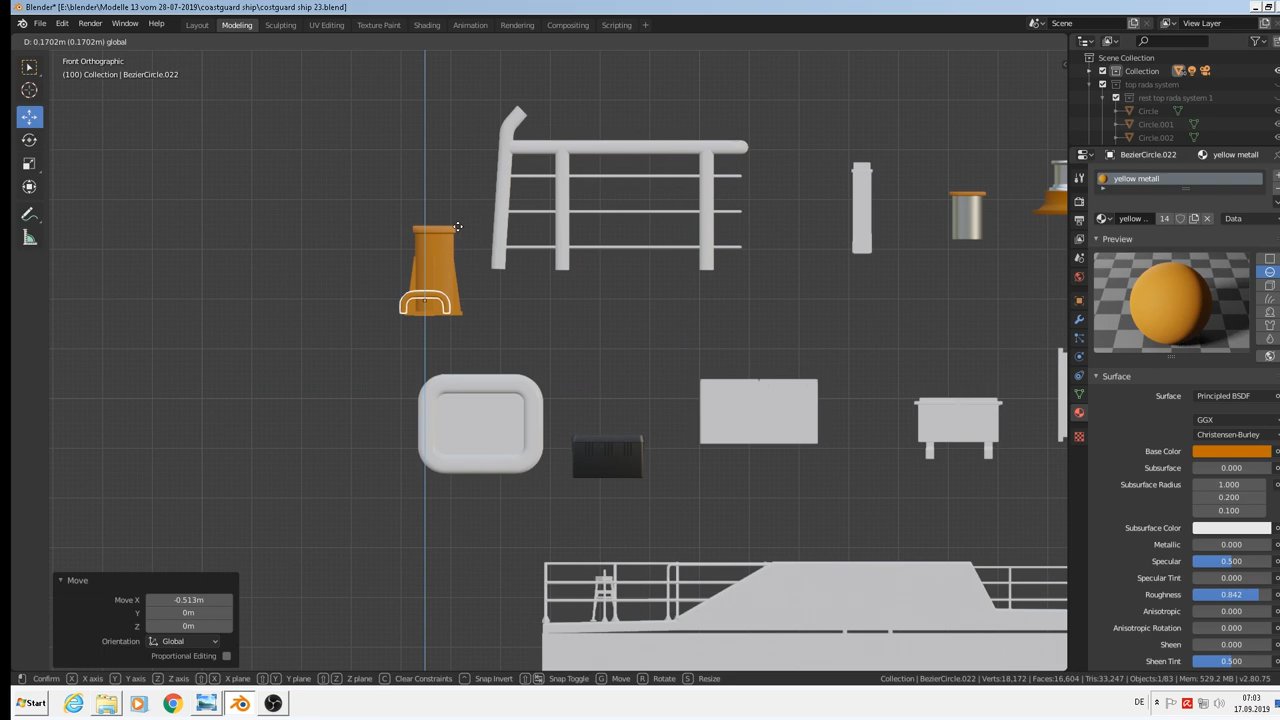 Blender* [E:\blender\Modelle 13 vom 28-07-2019\coastguard ship\costguard ship 23.blend]
File Edit Render Window Help Layout Modeling Sculpting UV Editing Texture Paint Shading Animation Rendering Compositing Scripting + Scene View Layer
D: 0.1702m (0.1702m) global
Front Orthographic
(100) Collection | BezierCircle.022
Scene Collection
Collection
top rada system
rest top rada system 1
Circle
Circle.001
Circle.002
BezierCircle.022 yellow metall
yellow metall
yellow .. 14 Data
Preview
Surface
Surface Principled BSDF
GGX
Christensen-Burley
Base Color
Subsurface 0.000
Subsurface Radius 1.000
0.200
0.100
Subsurface Color
Metallic 0.000
Specular 0.500
Specular Tint 0.000
Roughness 0.842
Anisotropic 0.000
Anisotropic Rotation 0.000
Sheen 0.000
Sheen Tint 0.500
Move
Move X -0.513m
Y 0m
Z 0m
Orientation Global
Proportional Editing
Confirm X X axis Y Y axis Z Z axis X X plane Y Y plane Z Z plane C Clear Constraints Snap Invert Snap Toggle G Move R Rotate S Resize
Collection | BezierCircle.022 | Verts:18,172 | Faces:16,604 | Tris:33,247 | Objects:1/83 | Mem: 529.2 MB | v2.80.75
Start DE 07:03
17.09.2019